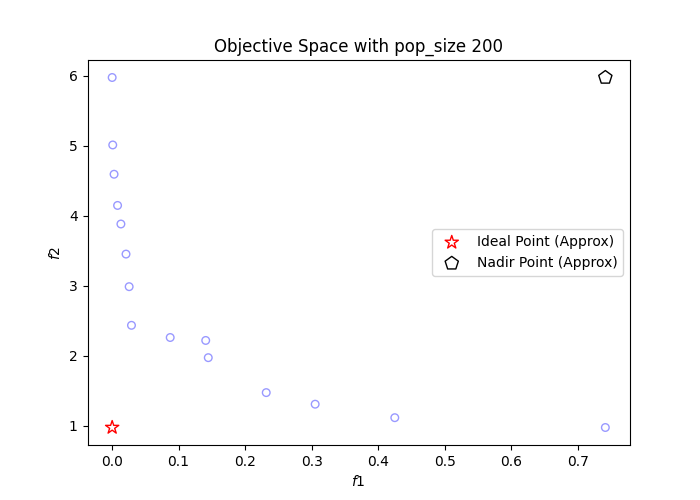 Objective Space with pop_size 200
6
5
4
3
2
1
f2
Ideal Point (Approx)
Nadir Point (Approx)
0.0 0.1 0.2 0.3 0.4 0.5 0.6 0.7
f1